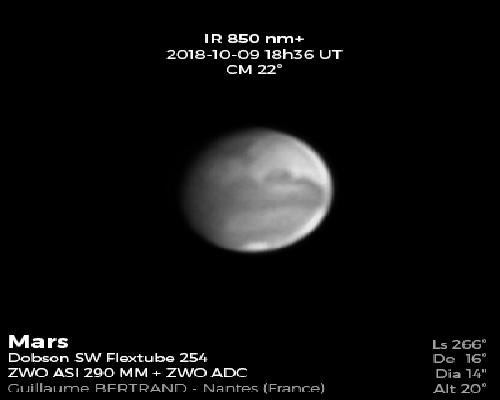 IR 850 nm+
2018-10-09 18h36 UT
CM 22°
Mars
Dobson SW Flextube 254
ZWO ASI 290 MM + ZWO ADC
Guillaume BERTRAND - Nantes (France)
Ls 266°
De 16°
Dia 14"
Alt 20°